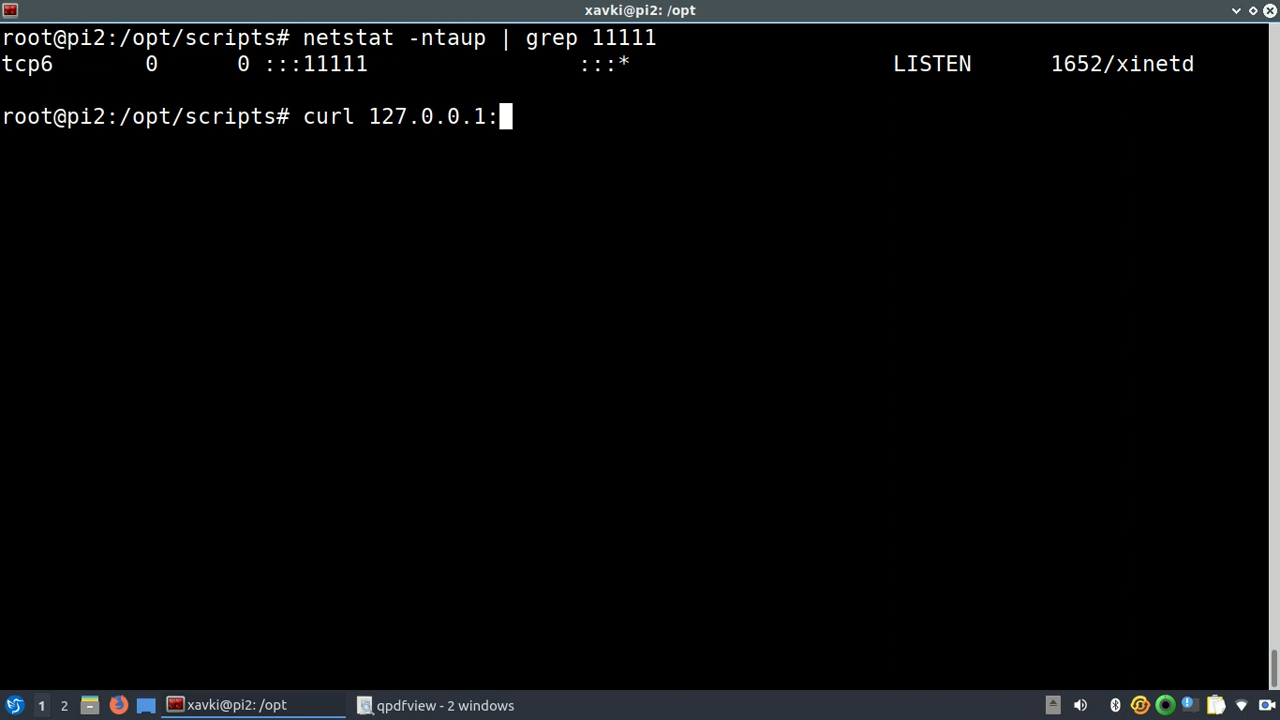 xavki@pi2: /opt
root@pi2:/opt/scripts# netstat -ntaup | grep 11111
tcp6       0      0 :::11111                :::*                    LISTEN      1652/xinetd
root@pi2:/opt/scripts# curl 127.0.0.1:
1
2
xavki@pi2: /opt
qpdfview - 2 windows